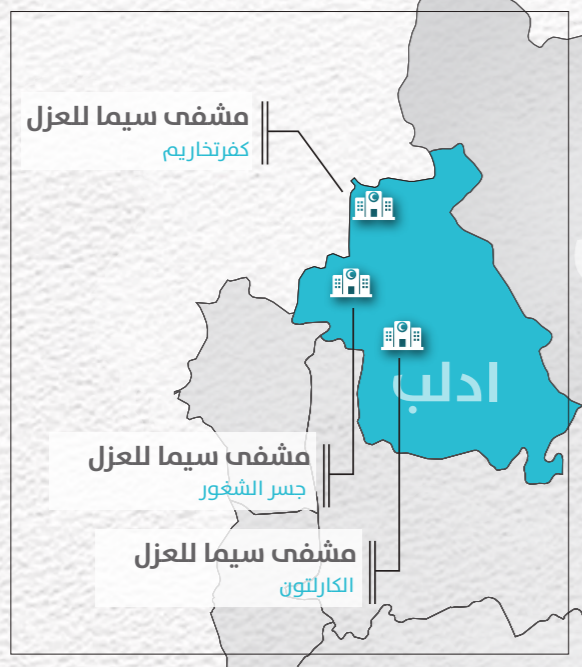 مشفى سيما للعزل
كفرتخاريم
ادلب
مشفى سيما للعزل
جسر الشغور
مشفى سيما للعزل
الكارلتون